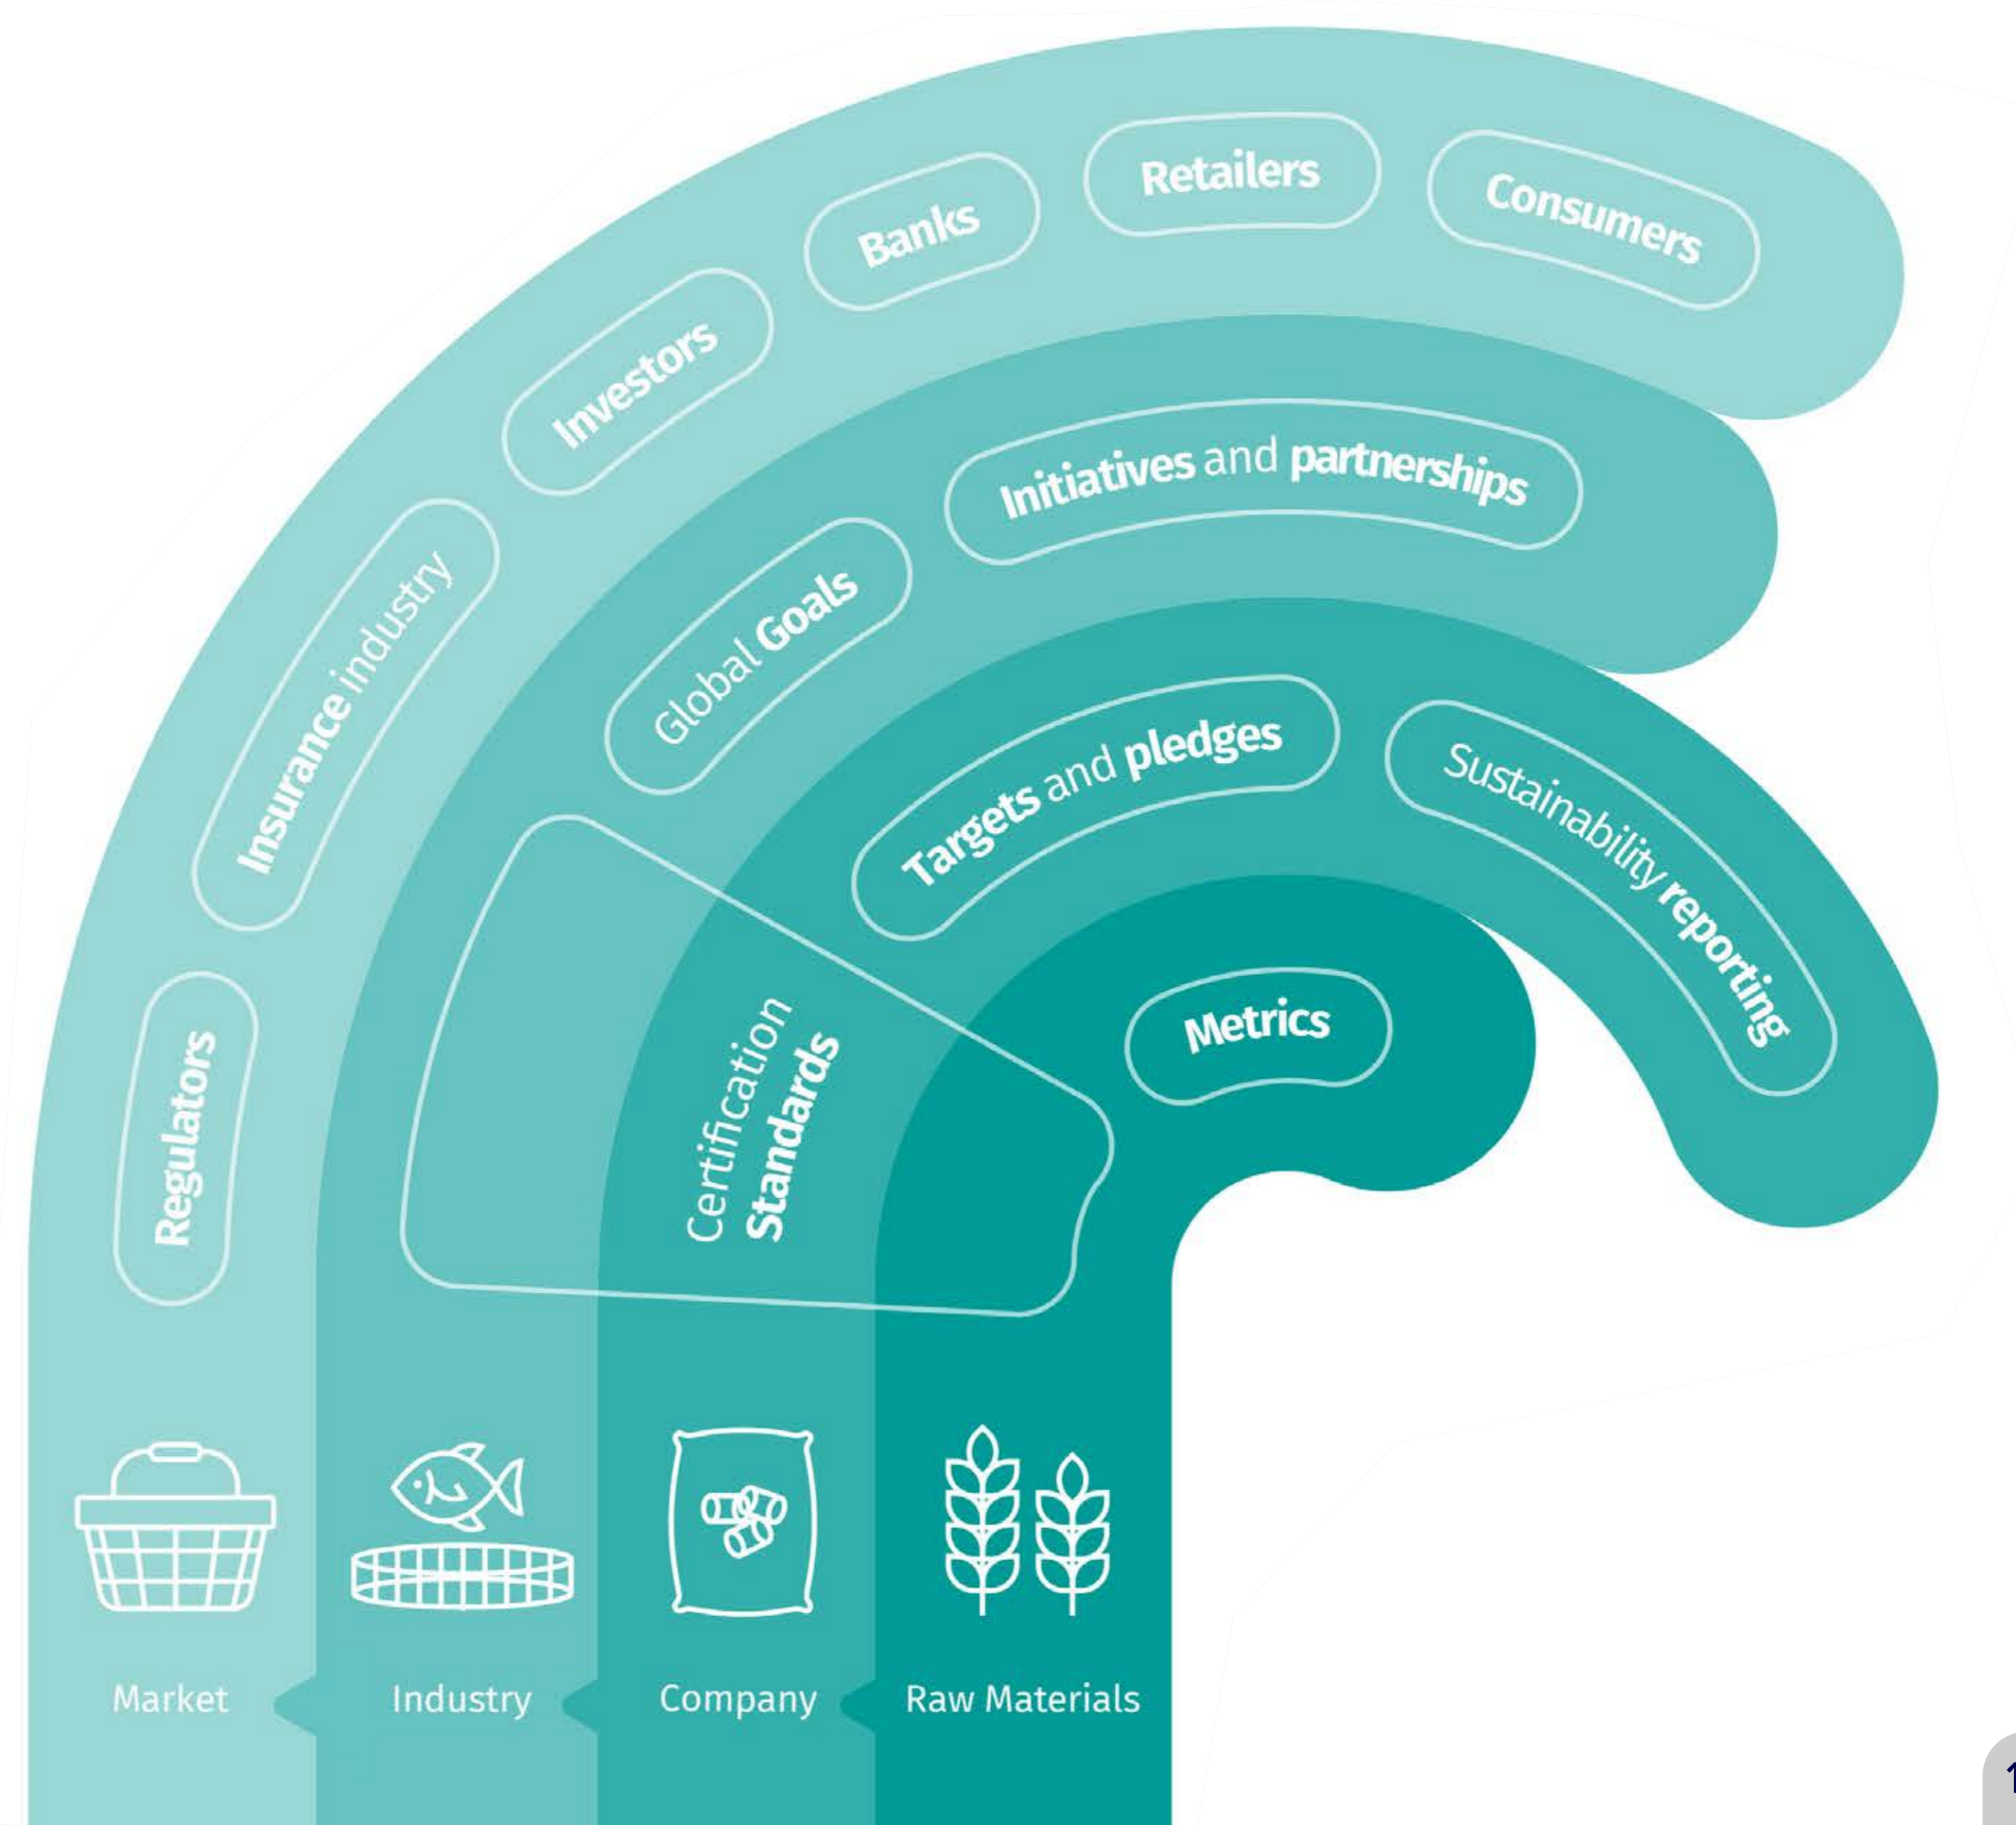 Retailers
Consumers
Banks
Investors
Initiatives and partnerships
Insurance industry
Global Goals
Targets and pledges
Sustainability reporting
Metrics
Certification
Standards
Regulators
Market
Industry
Company
Raw Materials